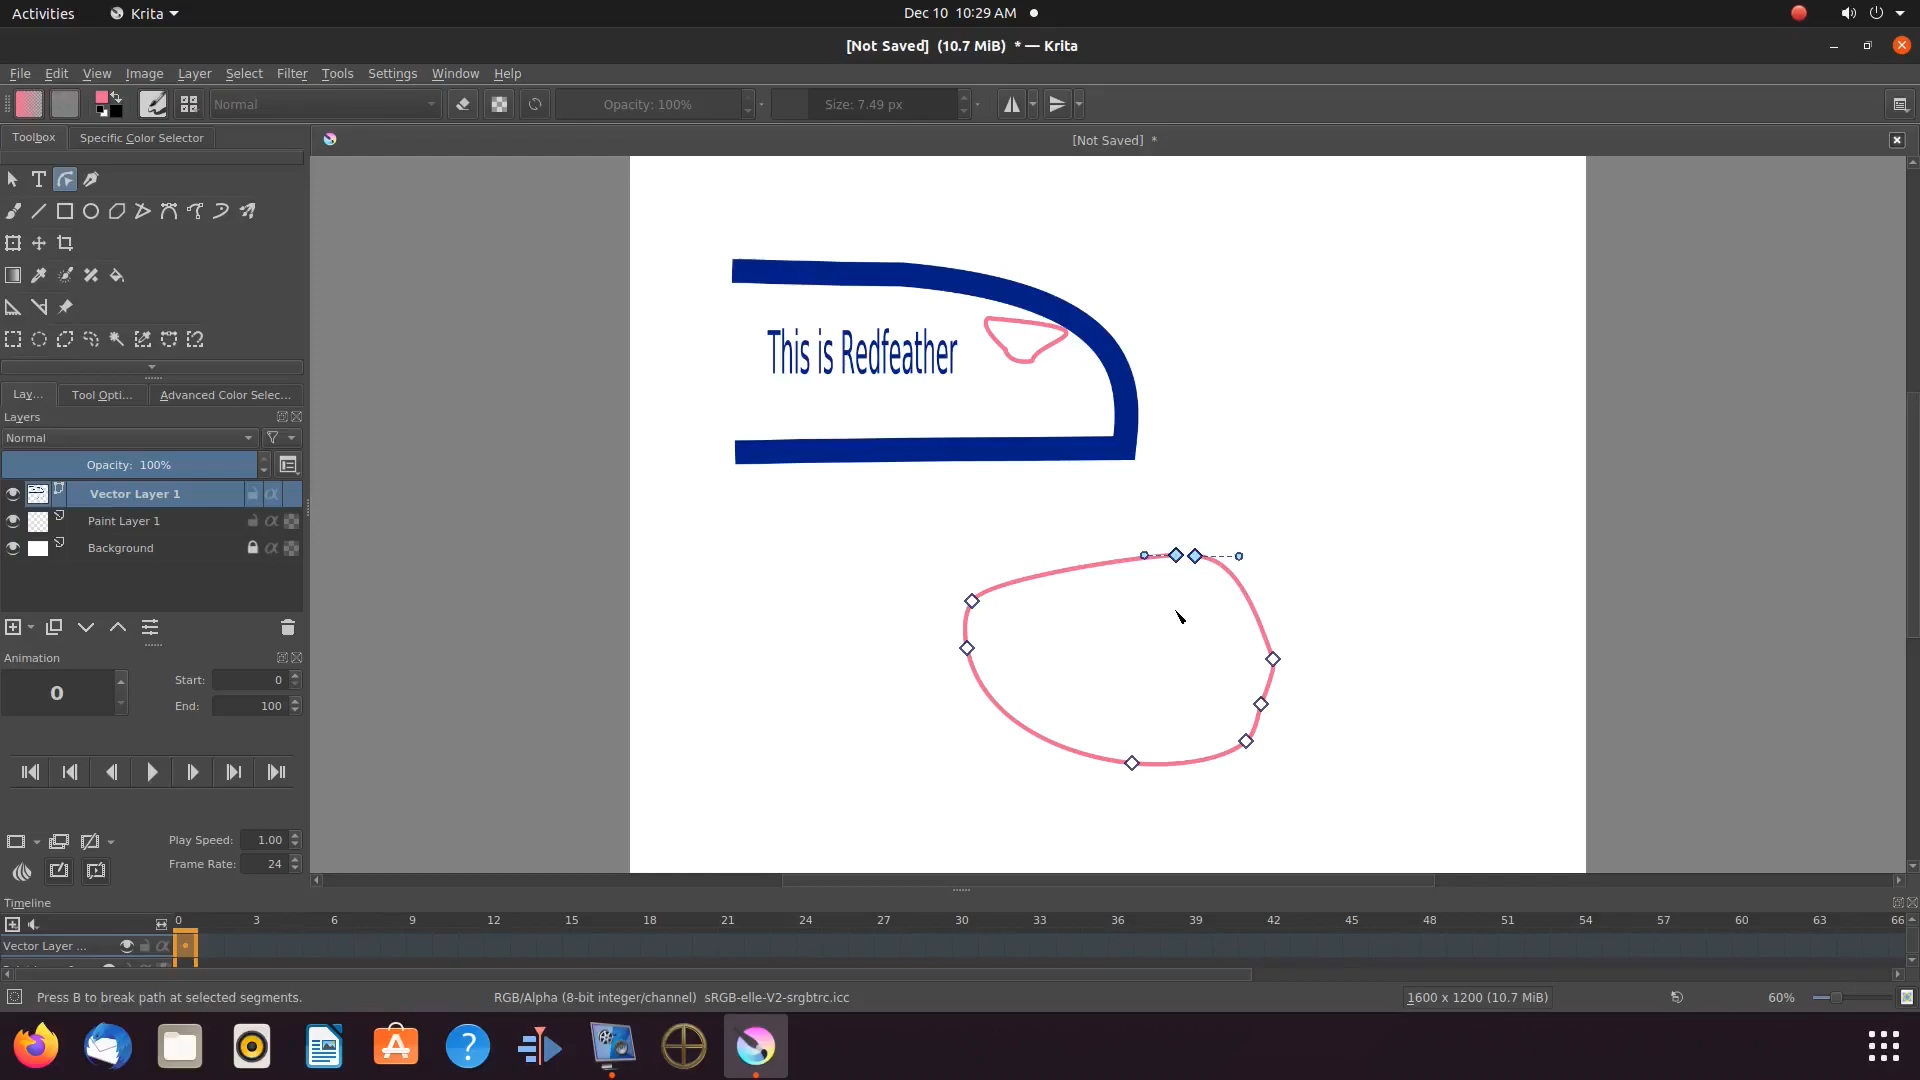 Activities Krita Dec 10 10:29 AM
[Not Saved] (10.7 MiB) * — Krita
File Edit View Image Layer Select Filter Tools Settings Window Help
Normal Opacity: 100% Size: 7.49 px
Toolbox Specific Color Selector [Not Saved] *
This is Redfeather
Lay... Tool Opti... Advanced Color Selec...
Layers
Normal
Opacity: 100%
Vector Layer 1
Paint Layer 1
Background
Animation
0 Start: 0
End: 100
Play Speed: 1.00
Frame Rate: 24
Timeline
0 3 6 9 12 15 18 21 24 27 30 33 36 39 42 45 48 51 54 57 60 63 66
Vector Layer ...
Press B to break path at selected segments. RGB/Alpha (8-bit integer/channel) sRGB-elle-V2-srgbtrc.icc 1600 x 1200 (10.7 MiB) 60%